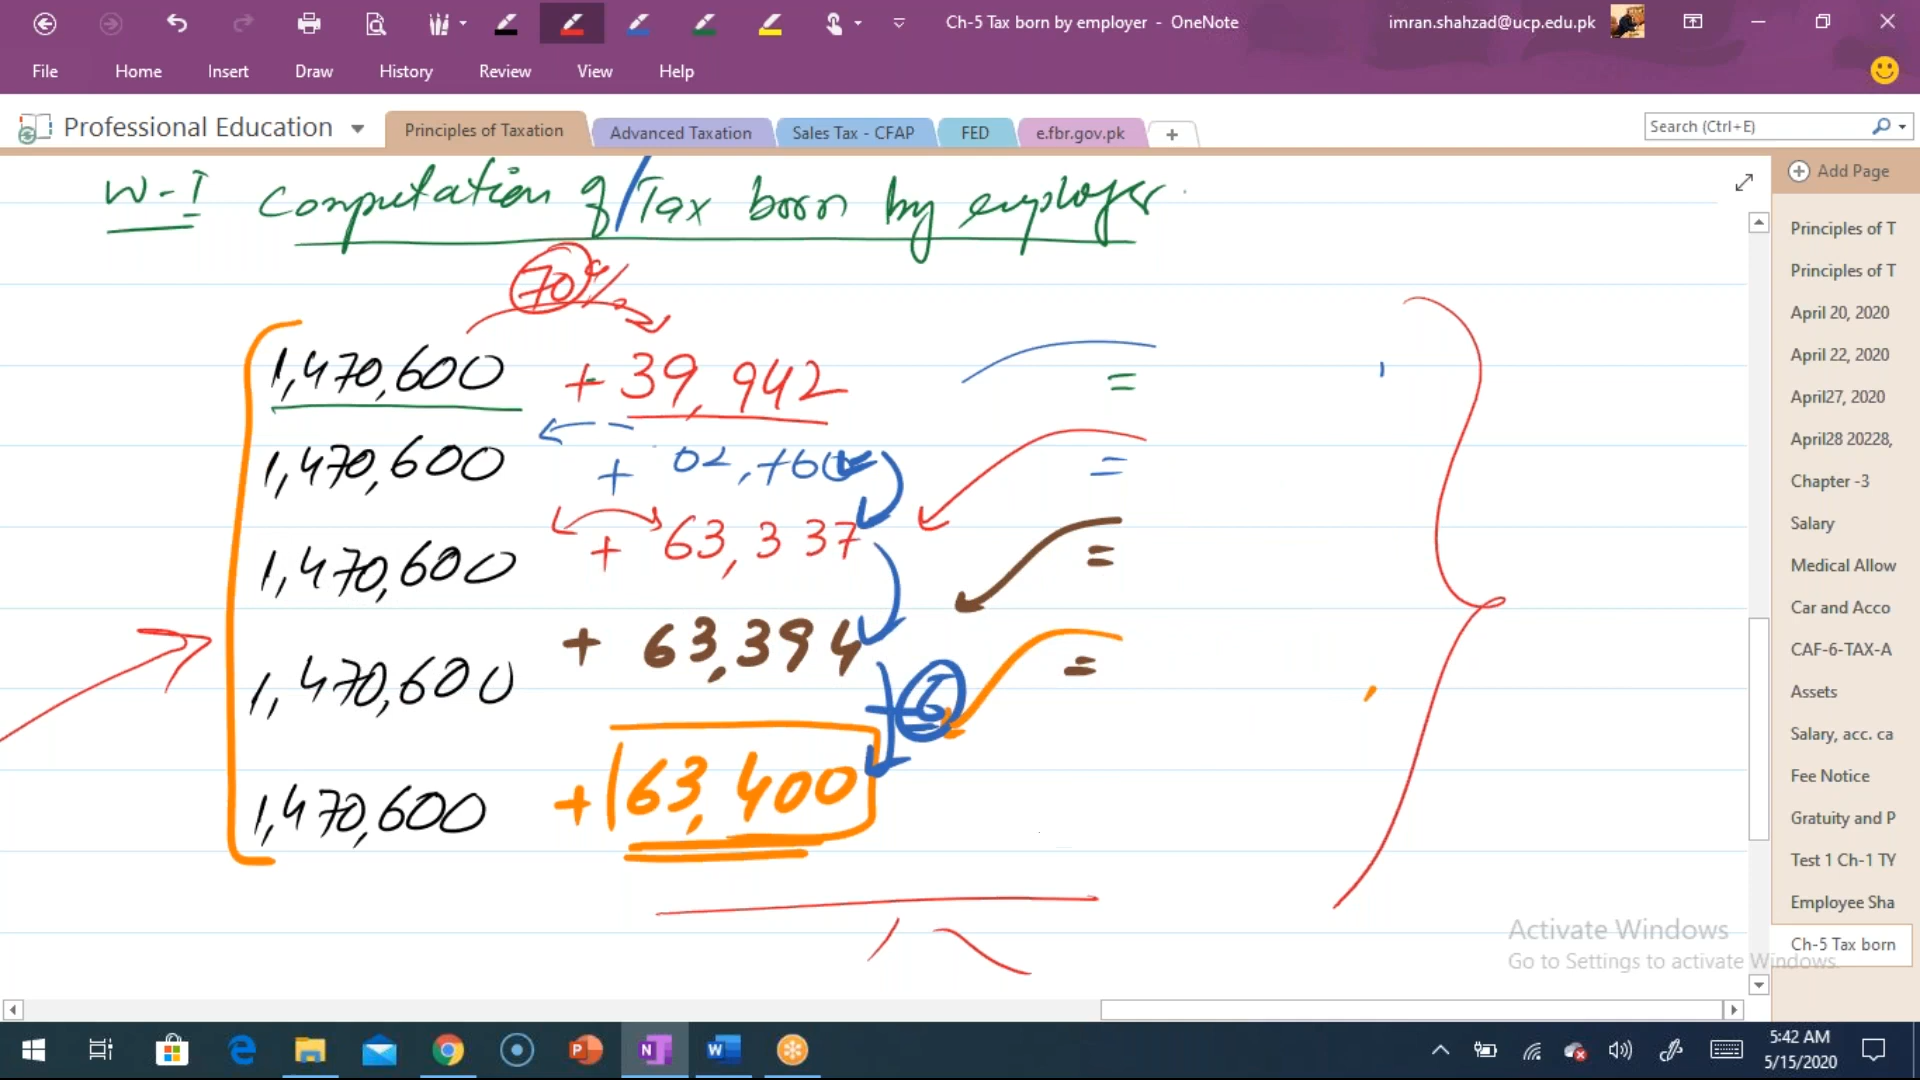 Ch-5 Tax born by employer - OneNote
imran.shahzad@ucp.edu.pk
File Home Insert Draw History Review View Help
Professional Education
Principles of Taxation Advanced Taxation Sales Tax - CFAP FED e.fbr.gov.pk +
Search (Ctrl+E)
Add Page
Principles of T
Principles of T
April 20, 2020
April 22, 2020
April27, 2020
April28 20228,
Chapter -3
Salary
Medical Allow
Car and Acco
CAF-6-TAX-A
Assets
Salary, acc. ca
Fee Notice
Gratuity and P
Test 1 Ch-1 TY
Employee Sha
Ch-5 Tax born
W-I Computation of Tax born by employer
70%
1,470,600 + 39,942 =
1,470,600 + =
1,470,600 + 63,337 =
1,470,600 + 63,394 =
6
1,470,600 + 63,400
Activate Windows
Go to Settings to activate Windows.
5:42 AM
5/15/2020